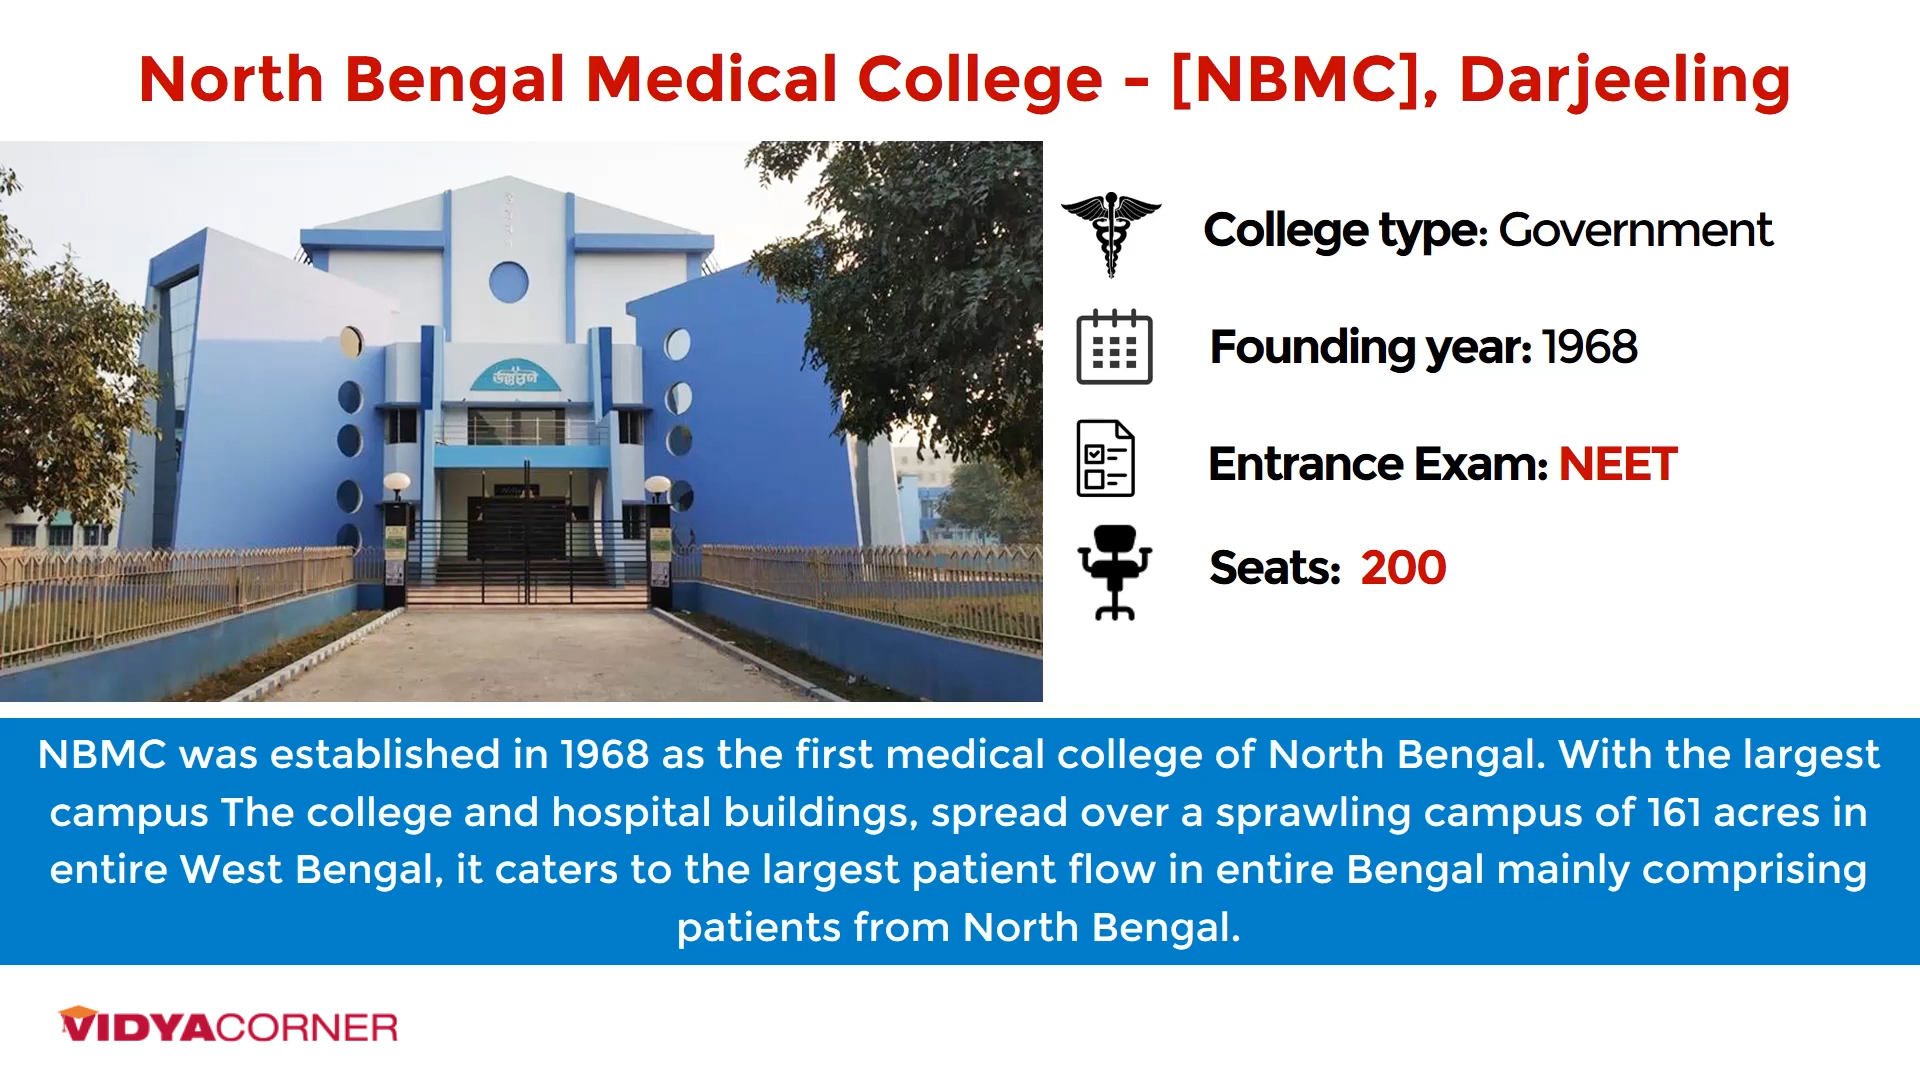 North Bengal Medical College - [NBMC], Darjeeling
College type: Government
Founding year: 1968
Entrance Exam: NEET
Seats: 200
NBMC was established in 1968 as the first medical college of North Bengal. With the largest
campus The college and hospital buildings, spread over a sprawling campus of 161 acres in
entire West Bengal, it caters to the largest patient flow in entire Bengal mainly comprising
patients from North Bengal.
VIDYACORNER